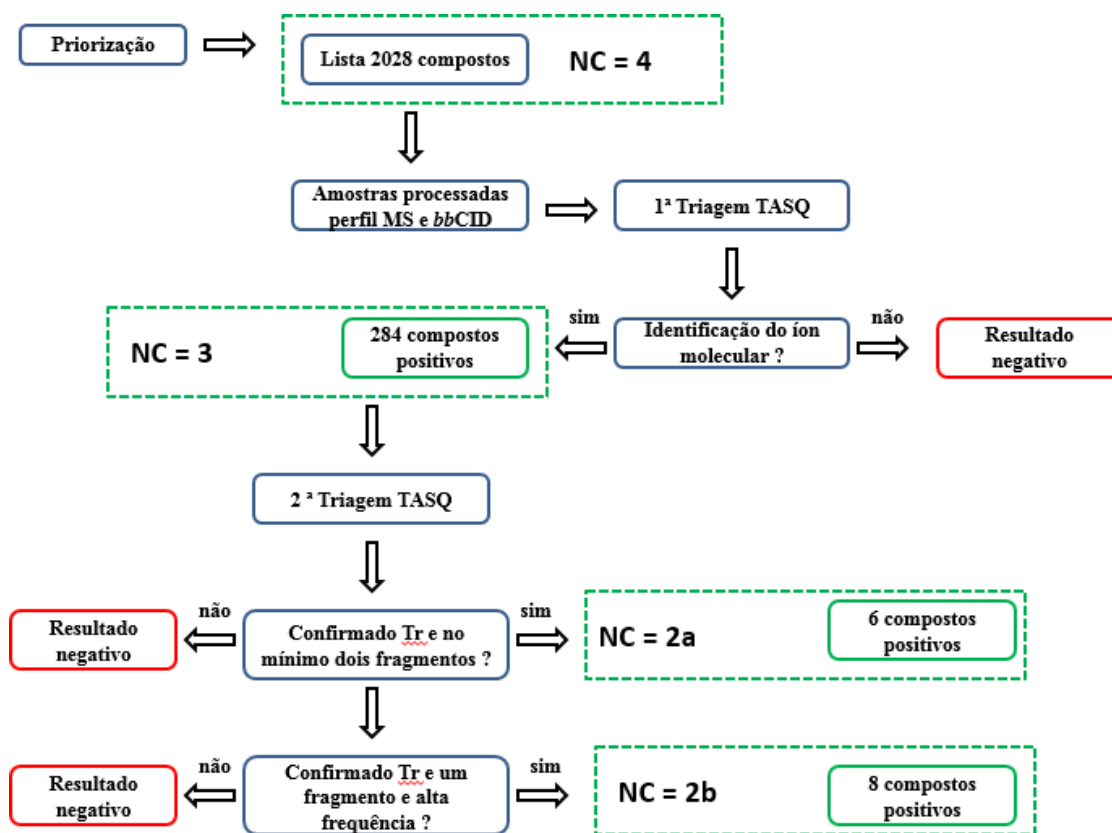 Priorização
Lista 2028 compostos
NC = 4
Amostras processadas
perfil MS e bbCID
1ª Triagem TASQ
NC = 3
284 compostos
positivos
sim
Identificação do íon
molecular ?
não
Resultado
negativo
2 ª Triagem TASQ
Resultado
negativo
não
Confirmado Tr e no
mínimo dois fragmentos ?
sim
NC = 2a
6 compostos
positivos
Resultado
negativo
não
Confirmado Tr e um
fragmento e alta
frequência ?
sim
NC = 2b
8 compostos
positivos